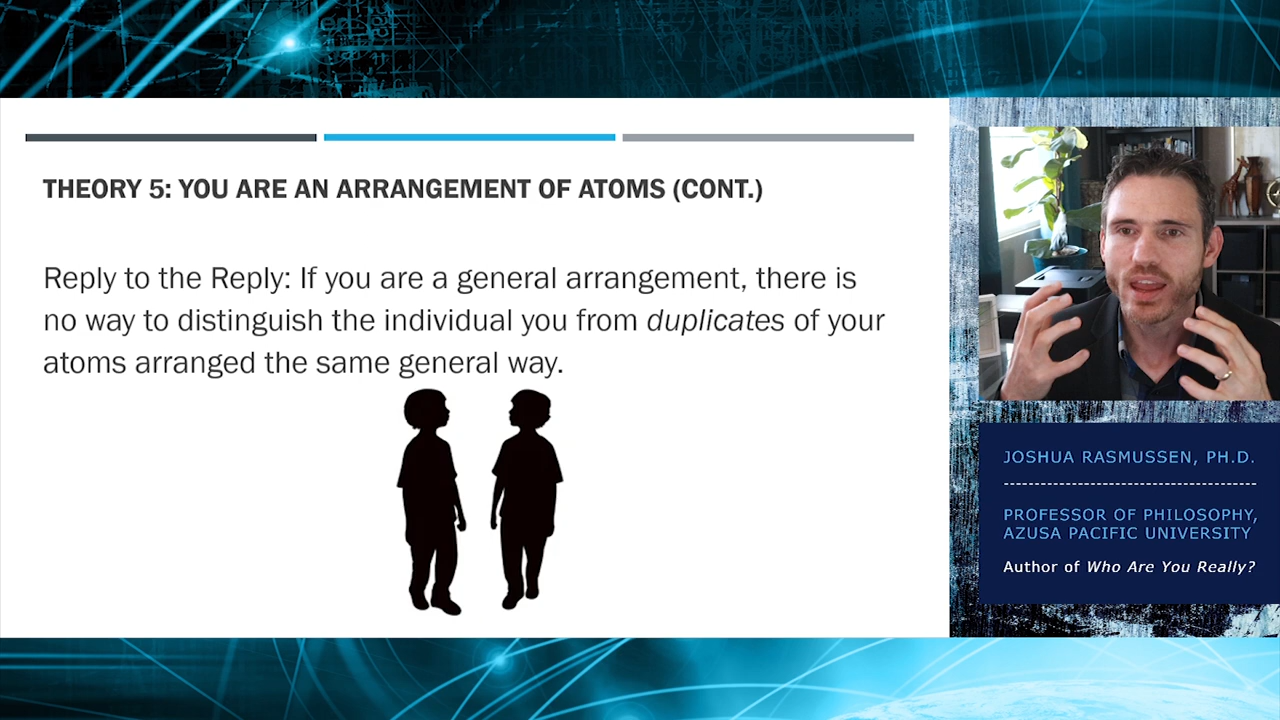 THEORY 5: YOU ARE AN ARRANGEMENT OF ATOMS (CONT.)
Reply to the Reply: If you are a general arrangement, there is
no way to distinguish the individual you from duplicates of your
atoms arranged the same general way.
JOSHUA RASMUSSEN, PH.D.
----------------------------------------
PROFESSOR OF PHILOSOPHY,
AZUSA PACIFIC UNIVERSITY
Author of Who Are You Really?